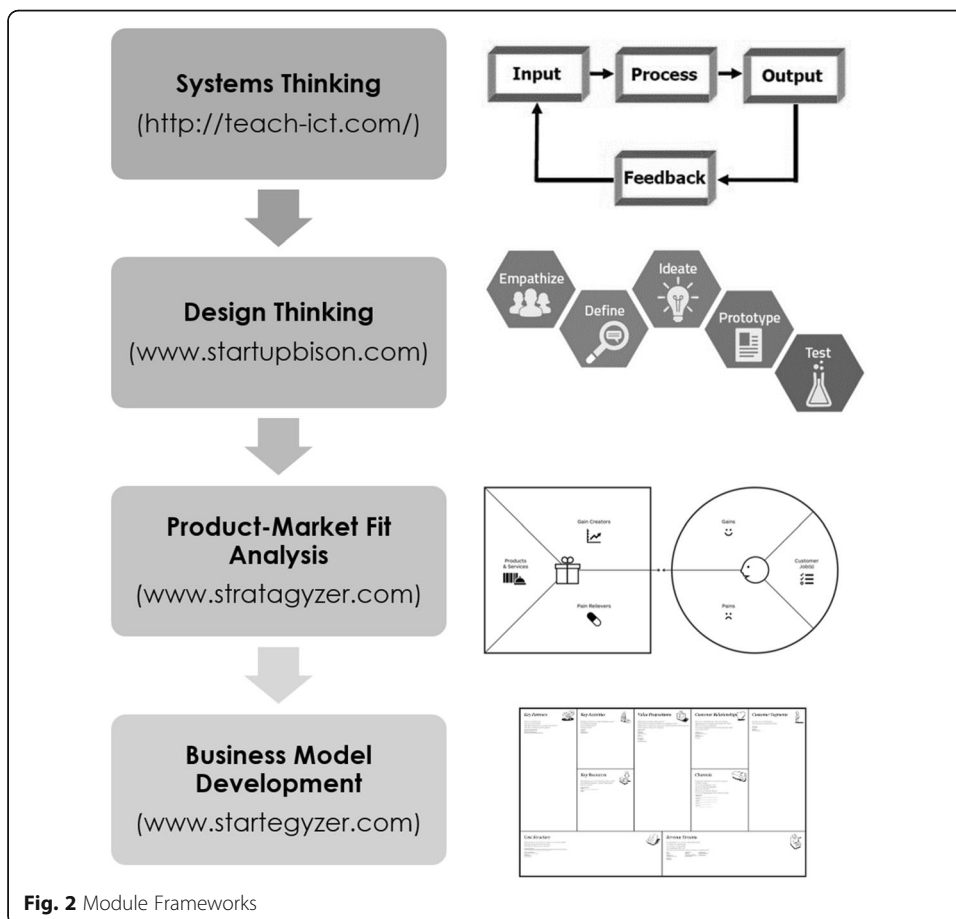 Systems Thinking
(http://teach-ict.com/)
Input
Process
Output
Feedback
Design Thinking
(www.startupbison.com)
Empathize
Define
Ideate
Prototype
Test
Product-Market Fit
Analysis
(www.stratagyzer.com)
Products
& Services
Gain Creators
Pain Relievers
Gains
Customer
Job(s)
Pains
Business Model
Development
(www.startegyzer.com)
Key Partners
Key Activities
Value Propositions
Customer Relationships
Customer Segments
Key Resources
Channels
Cost Structure
Revenue Streams
Fig. 2 Module Frameworks